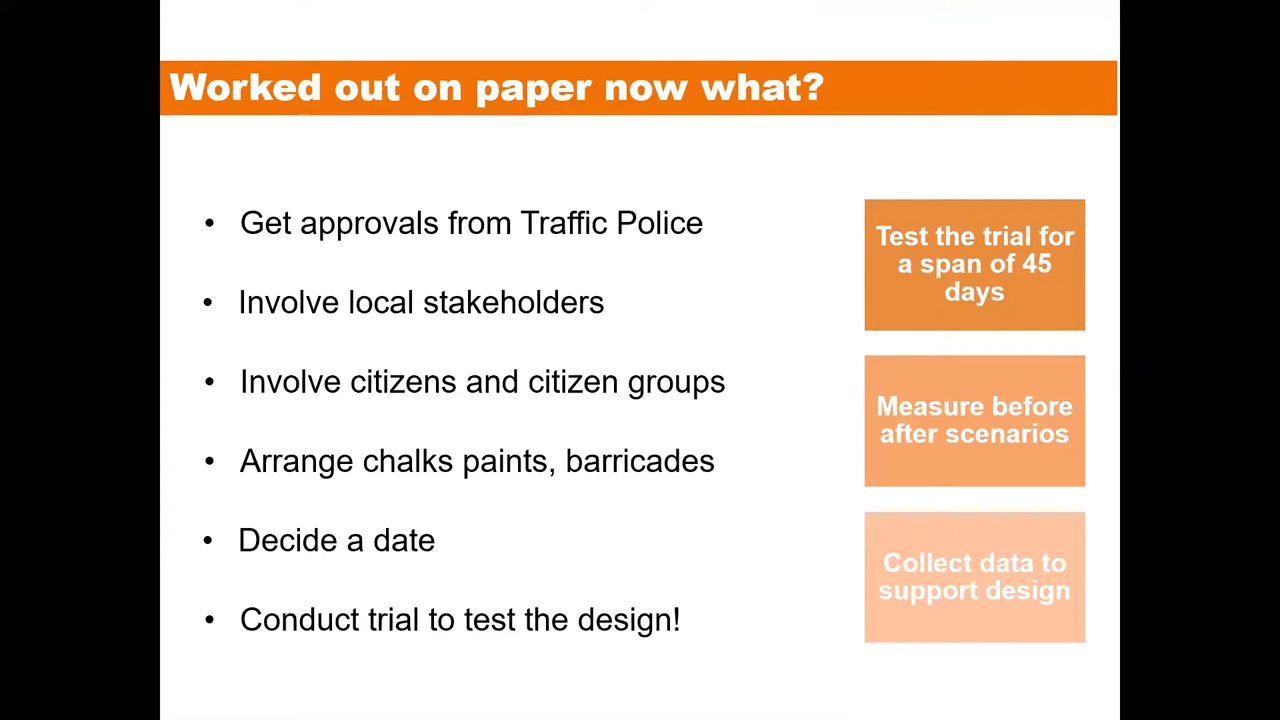 Worked out on paper now what?
• Get approvals from Traffic Police
• Involve local stakeholders
• Involve citizens and citizen groups
• Arrange chalks paints, barricades
• Decide a date
• Conduct trial to test the design!
Test the trial for
a span of 45
days
Measure before
after scenarios
Collect data to
support design